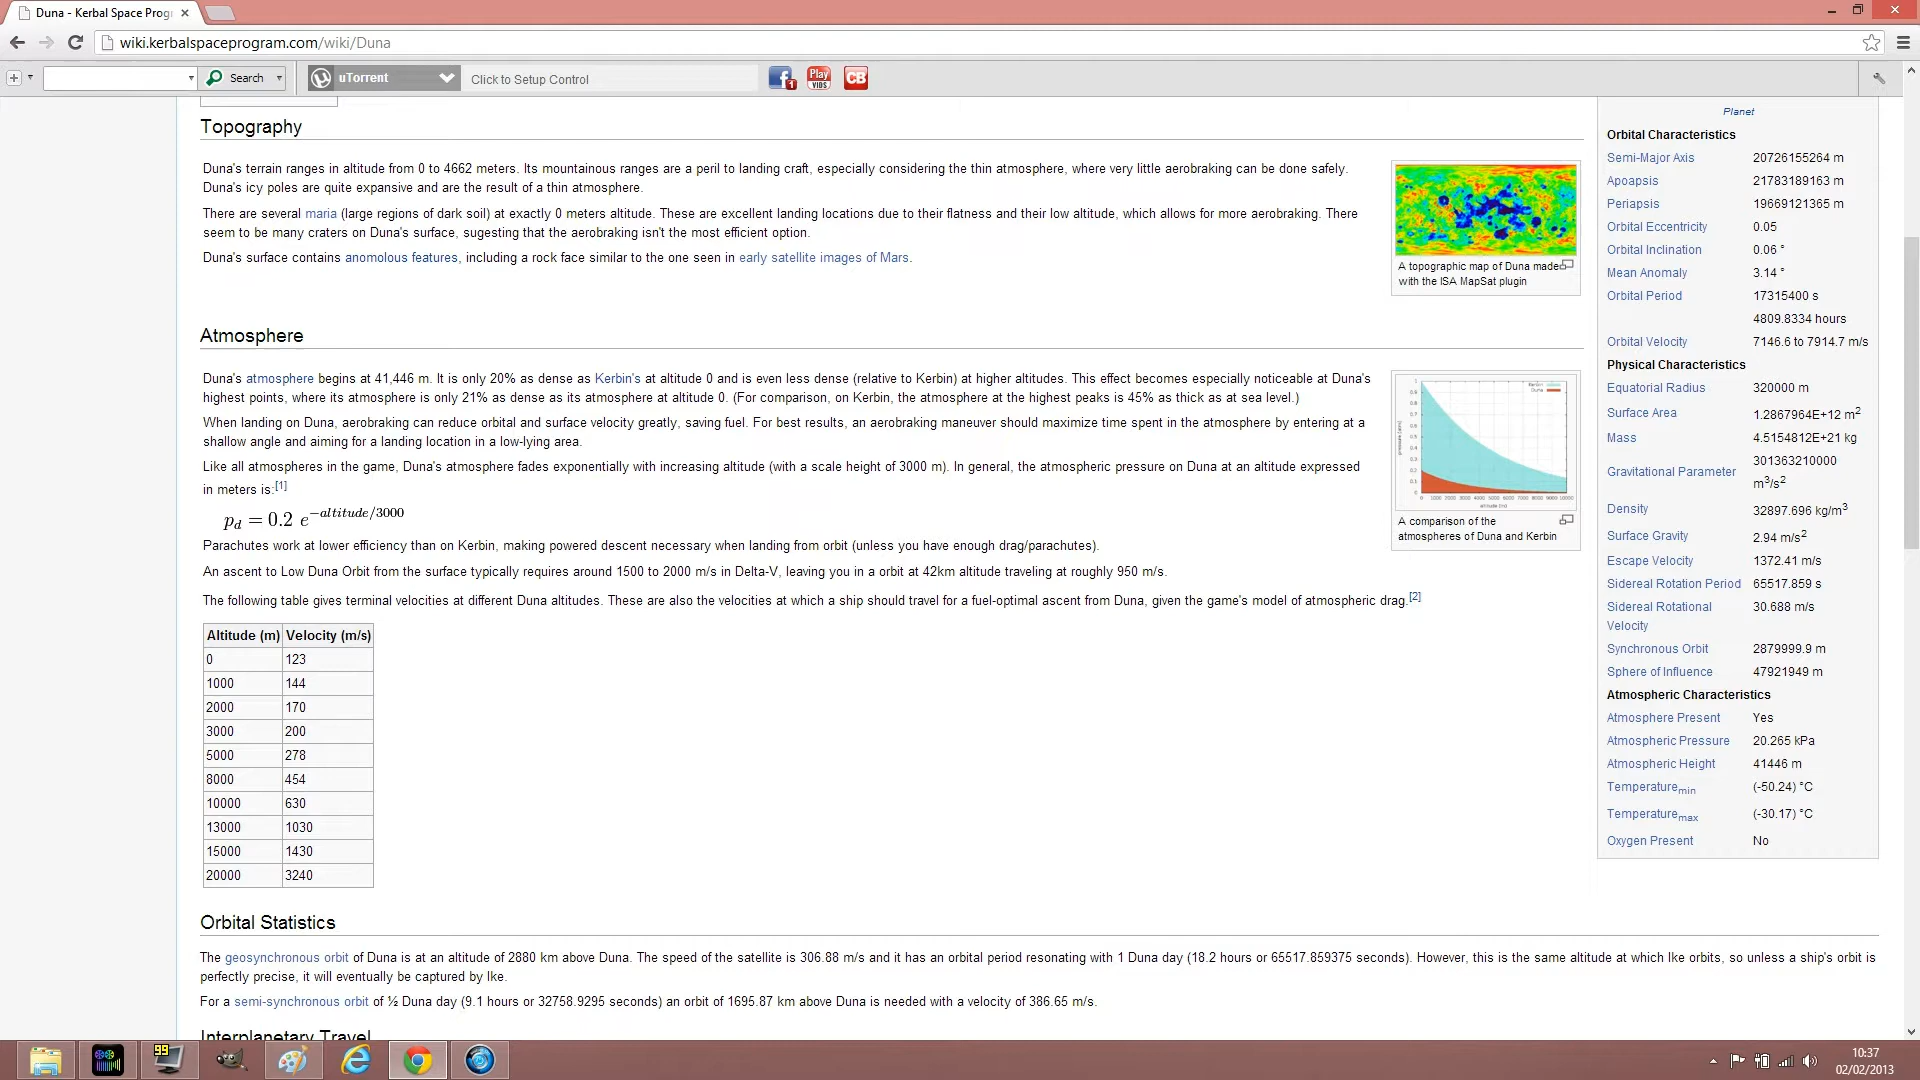 Duna - Kerbal Space Prog
wiki.kerbalspaceprogram.com/wiki/Duna
Search
uTorrent
Click to Setup Control
1
Play
VIDS
CB
Topography
Duna's terrain ranges in altitude from 0 to 4662 meters. Its mountainous ranges are a peril to landing craft, especially considering the thin atmosphere, where very little aerobraking can be done safely.
Duna's icy poles are quite expansive and are the result of a thin atmosphere.
There are several maria (large regions of dark soil) at exactly 0 meters altitude. These are excellent landing locations due to their flatness and their low altitude, which allows for more aerobraking. There
seem to be many craters on Duna's surface, sugesting that the aerobraking isn't the most efficient option.
Duna's surface contains anomolous features, including a rock face similar to the one seen in early satellite images of Mars.
A topographic map of Duna made
with the ISA MapSat plugin
Atmosphere
Duna's atmosphere begins at 41,446 m. It is only 20% as dense as Kerbin's at altitude 0 and is even less dense (relative to Kerbin) at higher altitudes. This effect becomes especially noticeable at Duna's
highest points, where its atmosphere is only 21% as dense as its atmosphere at altitude 0. (For comparison, on Kerbin, the atmosphere at the highest peaks is 45% as thick as at sea level.)
When landing on Duna, aerobraking can reduce orbital and surface velocity greatly, saving fuel. For best results, an aerobraking maneuver should maximize time spent in the atmosphere by entering at a
shallow angle and aiming for a landing location in a low-lying area.
Like all atmospheres in the game, Duna's atmosphere fades exponentially with increasing altitude (with a scale height of 3000 m). In general, the atmospheric pressure on Duna at an altitude expressed
in meters is:[1]
p_d = 0.2 e^{-altitude/3000}
Parachutes work at lower efficiency than on Kerbin, making powered descent necessary when landing from orbit (unless you have enough drag/parachutes).
An ascent to Low Duna Orbit from the surface typically requires around 1500 to 2000 m/s in Delta-V, leaving you in a orbit at 42km altitude traveling at roughly 950 m/s.
The following table gives terminal velocities at different Duna altitudes. These are also the velocities at which a ship should travel for a fuel-optimal ascent from Duna, given the game's model of atmospheric drag.[2]
A comparison of the
atmospheres of Duna and Kerbin
Altitude (m) Velocity (m/s)
0 123
1000 144
2000 170
3000 200
5000 278
8000 454
10000 630
13000 1030
15000 1430
20000 3240
Orbital Statistics
The geosynchronous orbit of Duna is at an altitude of 2880 km above Duna. The speed of the satellite is 306.88 m/s and it has an orbital period resonating with 1 Duna day (18.2 hours or 65517.859375 seconds). However, this is the same altitude at which Ike orbits, so unless a ship's orbit is
perfectly precise, it will eventually be captured by Ike.
For a semi-synchronous orbit of ½ Duna day (9.1 hours or 32758.9295 seconds) an orbit of 1695.87 km above Duna is needed with a velocity of 386.65 m/s.
Interplanetary Travel
Planet
Orbital Characteristics
Semi-Major Axis 20726155264 m
Apoapsis 21783189163 m
Periapsis 19669121365 m
Orbital Eccentricity 0.05
Orbital Inclination 0.06 °
Mean Anomaly 3.14 °
Orbital Period 17315400 s
4809.8334 hours
Orbital Velocity 7146.6 to 7914.7 m/s
Physical Characteristics
Equatorial Radius 320000 m
Surface Area 1.2867964E+12 m²
Mass 4.5154812E+21 kg
Gravitational Parameter 301363210000
m³/s²
Density 32897.696 kg/m³
Surface Gravity 2.94 m/s²
Escape Velocity 1372.41 m/s
Sidereal Rotation Period 65517.859 s
Sidereal Rotational 30.688 m/s
Velocity
Synchronous Orbit 2879999.9 m
Sphere of Influence 47921949 m
Atmospheric Characteristics
Atmosphere Present Yes
Atmospheric Pressure 20.265 kPa
Atmospheric Height 41446 m
Temperature min (-50.24) °C
Temperature max (-30.17) °C
Oxygen Present No
99
10:37
02/02/2013